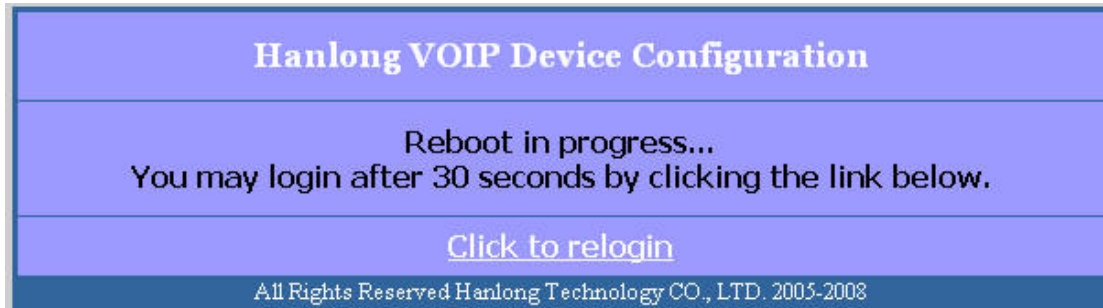 Hanlong VOIP Device Configuration
Reboot in progress...
You may login after 30 seconds by clicking the link below.
Click to relogin
All Rights Reserved Hanlong Technology CO., LTD. 2005-2008